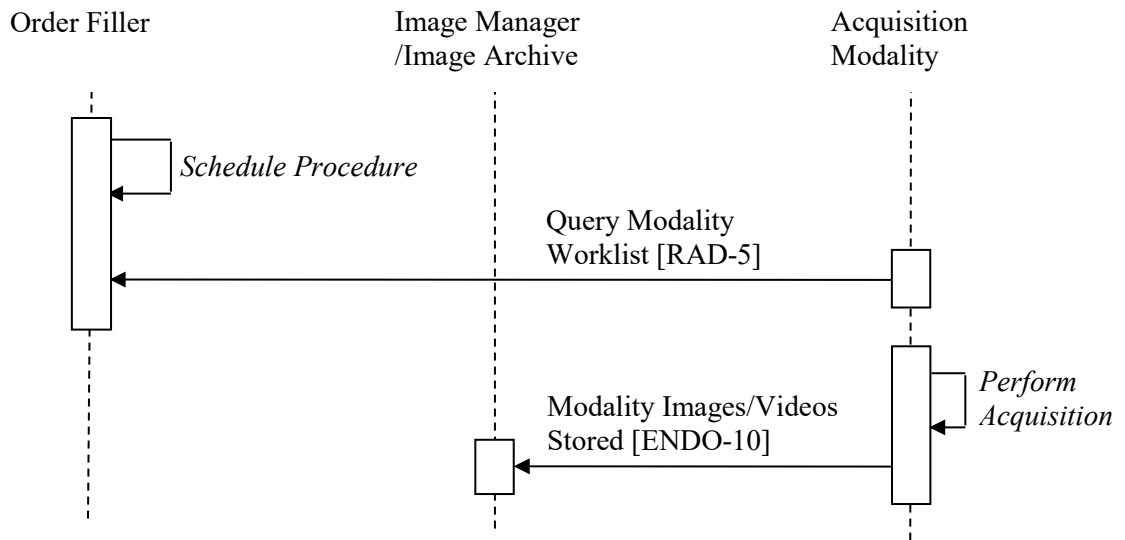 Order Filler
Image Manager
/Image Archive
Acquisition
Modality
Schedule Procedure
Query Modality
Worklist [RAD-5]
Perform
Acquisition
Modality Images/Videos
Stored [ENDO-10]